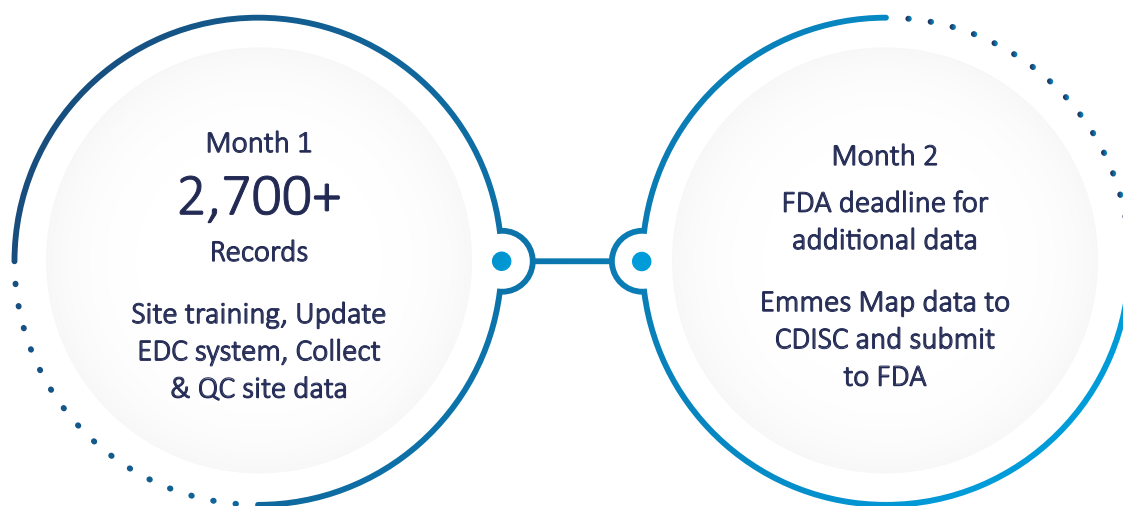 Month 1
2,700+
Records
Site training, Update
EDC system, Collect
& QC site data
Month 2
FDA deadline for
additional data
Emmes Map data to
CDISC and submit
to FDA